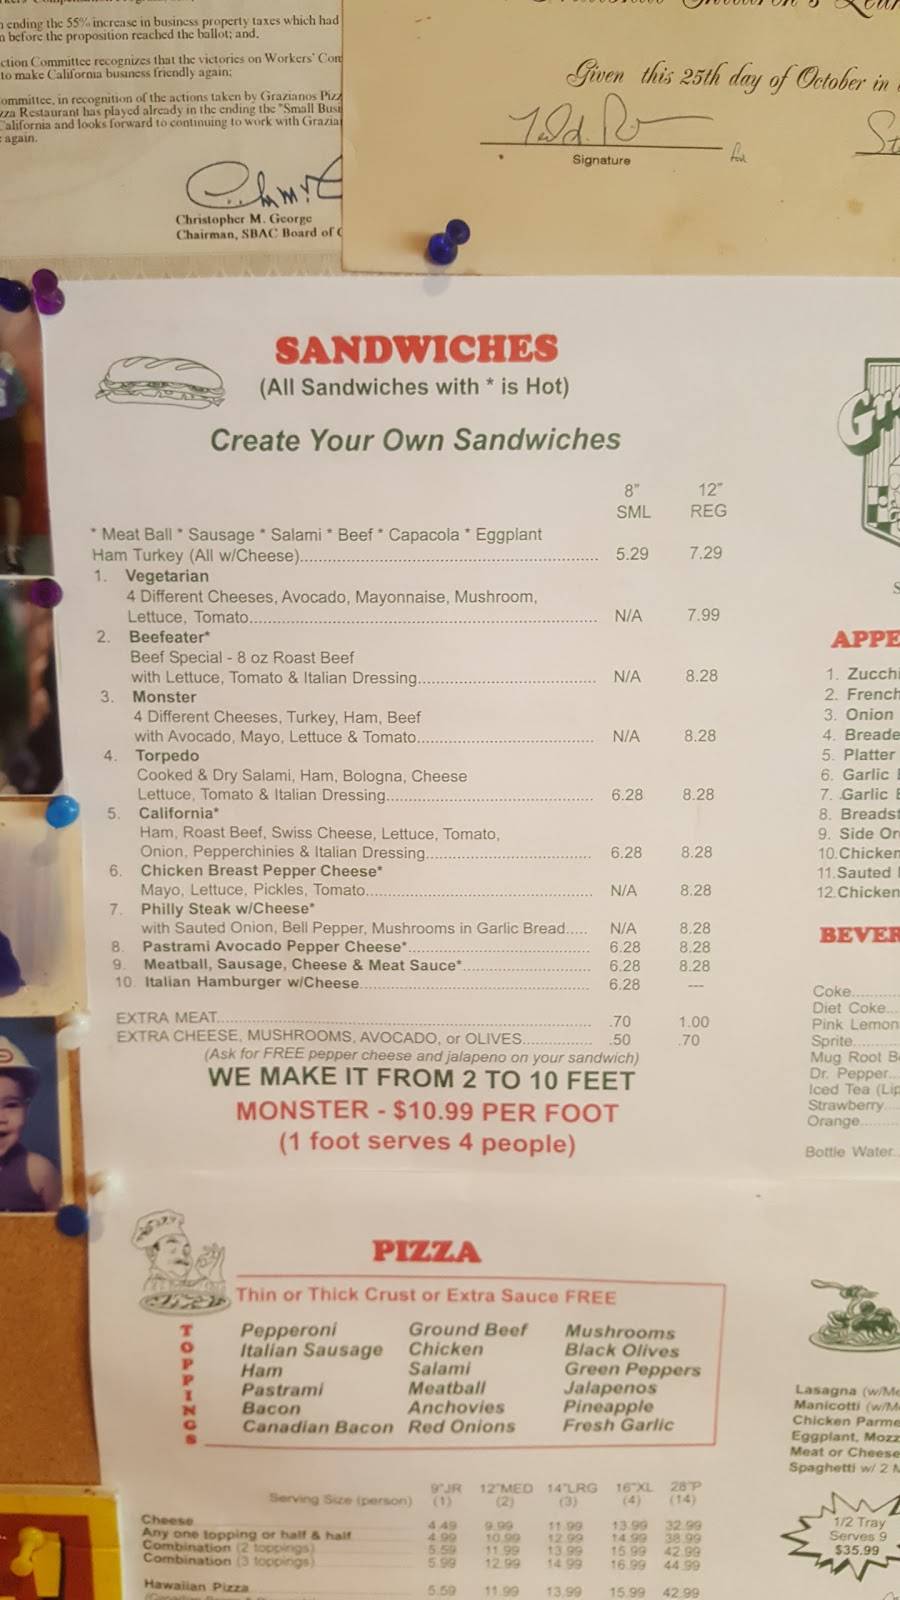 ending the 55% increase in business property taxes which had
before the proposition reached the ballot; and,
ction Committee recognizes that the victories on Workers' Com
to make California business friendly again;
ommittee, in recognition of the actions taken by Grazianos Pizz
zza Restaurant has played already in the ending the "Small Busi
California and looks forward to continuing to work with Grazia
again.
Christopher M. George
Chairman, SBAC Board of
Given this 25th day of October in
Signature
for
SANDWICHES
(All Sandwiches with * is Hot)
Create Your Own Sandwiches
8" 12"
SML REG
* Meat Ball * Sausage * Salami * Beef * Capacola * Eggplant
Ham Turkey (All w/Cheese) 5.29 7.29
1. Vegetarian
4 Different Cheeses, Avocado, Mayonnaise, Mushroom,
Lettuce, Tomato N/A 7.99
2. Beefeater*
Beef Special - 8 oz Roast Beef
with Lettuce, Tomato & Italian Dressing N/A 8.28
3. Monster
4 Different Cheeses, Turkey, Ham, Beef
with Avocado, Mayo, Lettuce & Tomato N/A 8.28
4. Torpedo
Cooked & Dry Salami, Ham, Bologna, Cheese
Lettuce, Tomato & Italian Dressing 6.28 8.28
5. California*
Ham, Roast Beef, Swiss Cheese, Lettuce, Tomato,
Onion, Pepperchinies & Italian Dressing 6.28 8.28
6. Chicken Breast Pepper Cheese*
Mayo, Lettuce, Pickles, Tomato N/A 8.28
7. Philly Steak w/Cheese*
with Sauted Onion, Bell Pepper, Mushrooms in Garlic Bread N/A 8.28
8. Pastrami Avocado Pepper Cheese* 6.28 8.28
9. Meatball, Sausage, Cheese & Meat Sauce* 6.28 8.28
10. Italian Hamburger w/Cheese 6.28 ---
EXTRA MEAT .70 1.00
EXTRA CHEESE, MUSHROOMS, AVOCADO, or OLIVES .50 .70
(Ask for FREE pepper cheese and jalapeno on your sandwich)
WE MAKE IT FROM 2 TO 10 FEET
MONSTER - $10.99 PER FOOT
(1 foot serves 4 people)
Gra
APPE
1. Zucchi
2. French
3. Onion
4. Breade
5. Platter
6. Garlic
7. Garlic
8. Breadst
9. Side Or
10. Chicken
11. Sauted
12. Chicken
BEVER
Coke
Diet Coke
Pink Lemon
Sprite
Mug Root B
Dr. Pepper
Iced Tea (Lip
Strawberry
Orange
Bottle Water
PIZZA
Thin or Thick Crust or Extra Sauce FREE
TOPPINGS
Pepperoni Ground Beef Mushrooms
Italian Sausage Chicken Black Olives
Ham Salami Green Peppers
Pastrami Meatball Jalapenos
Bacon Anchovies Pineapple
Canadian Bacon Red Onions Fresh Garlic
9"JR 12"MED 14"LRG 16"XL 28"P
Serving Size (person) (1) (2) (3) (4) (14)
Cheese 4.49 9.99 11.99 13.99 32.99
Any one topping or half & half 4.99 10.99 12.99 14.99 38.99
Combination (2 toppings) 5.59 11.99 13.99 15.99 42.99
Combination (3 toppings) 5.99 12.99 14.99 16.99 44.99
Hawaiian Pizza 5.59 11.99 13.99 15.99 42.99
Lasagna (w/Me
Manicotti (w/M
Chicken Parme
Eggplant, Mozz
Meat or Cheese
Spaghetti w/ 2 M
1/2 Tray
Serves 9
$35.99